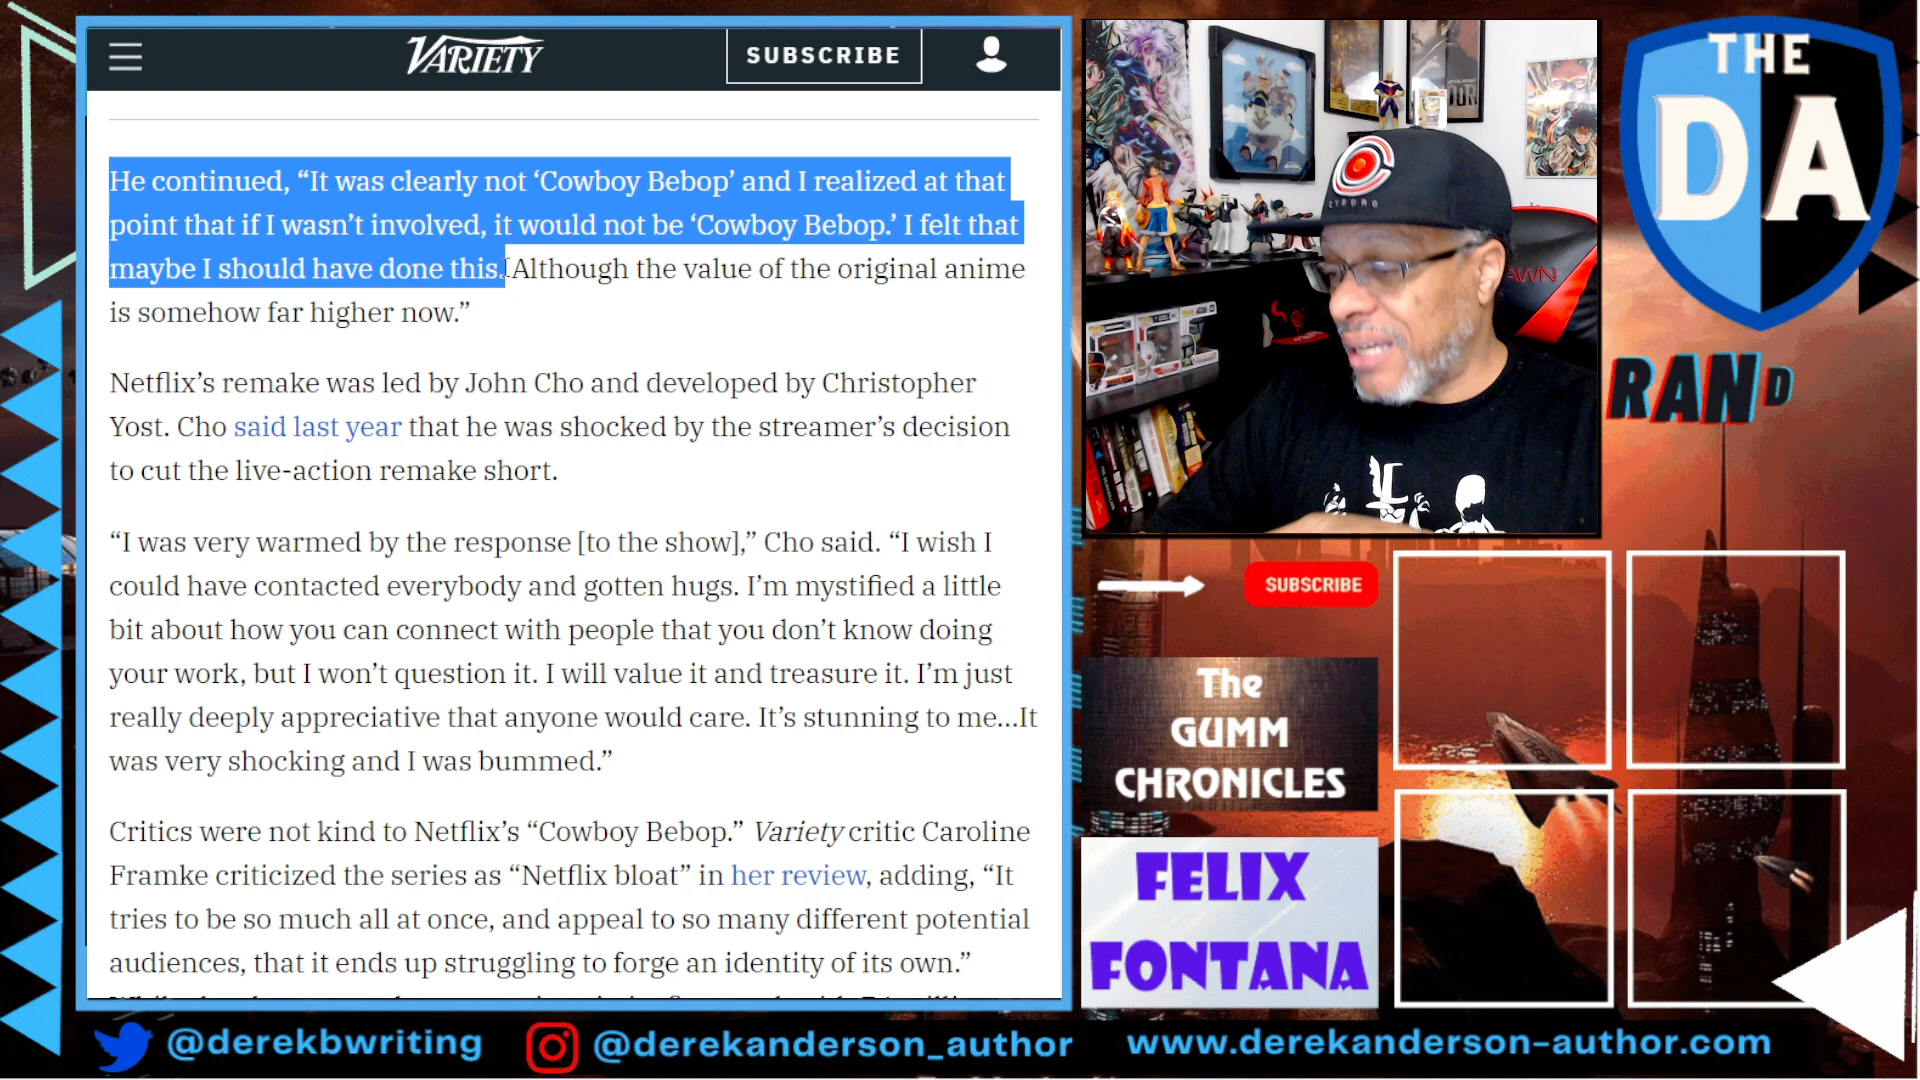 VARIETY
SUBSCRIBE
He continued, “It was clearly not ‘Cowboy Bebop’ and I realized at that
point that if I wasn’t involved, it would not be ‘Cowboy Bebop.’ I felt that
maybe I should have done this. Although the value of the original anime
is somehow far higher now.”
Netflix’s remake was led by John Cho and developed by Christopher
Yost. Cho said last year that he was shocked by the streamer’s decision
to cut the live-action remake short.
“I was very warmed by the response [to the show],” Cho said. “I wish I
could have contacted everybody and gotten hugs. I’m mystified a little
bit about how you can connect with people that you don’t know doing
your work, but I won’t question it. I will value it and treasure it. I’m just
really deeply appreciative that anyone would care. It’s stunning to me…It
was very shocking and I was bummed.”
Critics were not kind to Netflix’s “Cowboy Bebop.” Variety critic Caroline
Framke criticized the series as “Netflix bloat” in her review, adding, “It
tries to be so much all at once, and appeal to so many different potential
audiences, that it ends up struggling to forge an identity of its own.”
CYBORG
THE
DA
RAND
SUBSCRIBE
The
GUMM
CHRONICLES
FELIX
FONTANA
@derekbwriting
@derekanderson_author
www.derekanderson-author.com